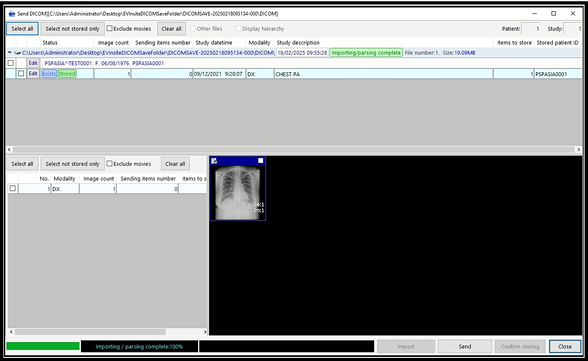 Send DICOM[C:\Users\Administrator\Desktop\EVInsiteDICOMSaveFolder\DICOMSAVE-20250218095134-000\DICOM]
Select all Select not stored only Exclude movies Clear all Other files Display hierarchy Patient: 1 Study: 1
Status Image count Sending items number Study datetime Modality Study description Items to store Stored patient ID
C:\Users\Administrator\Desktop\EVInsiteDICOMSaveFolder\DICOMSAVE-20250218095134-000\DICOM\ 18/02/2025 09:55:28 Importing/parsing complete File number:1, Size:19.09MB
Edit PSPASIA^TEST0001, F, 06/08/1976, PSPASIA0001
Edit Exists Stored 1 0 09/12/2021 9:28:07 DX CHEST PA 1 PSPASIA0001
Select all Select not stored only Exclude movies Clear all
No. Modality Image count Sending items number Items to s
1 DX 1 0
Se:1
Im:1
Importing / parsing complete:100% Import Send Confirm storing Close